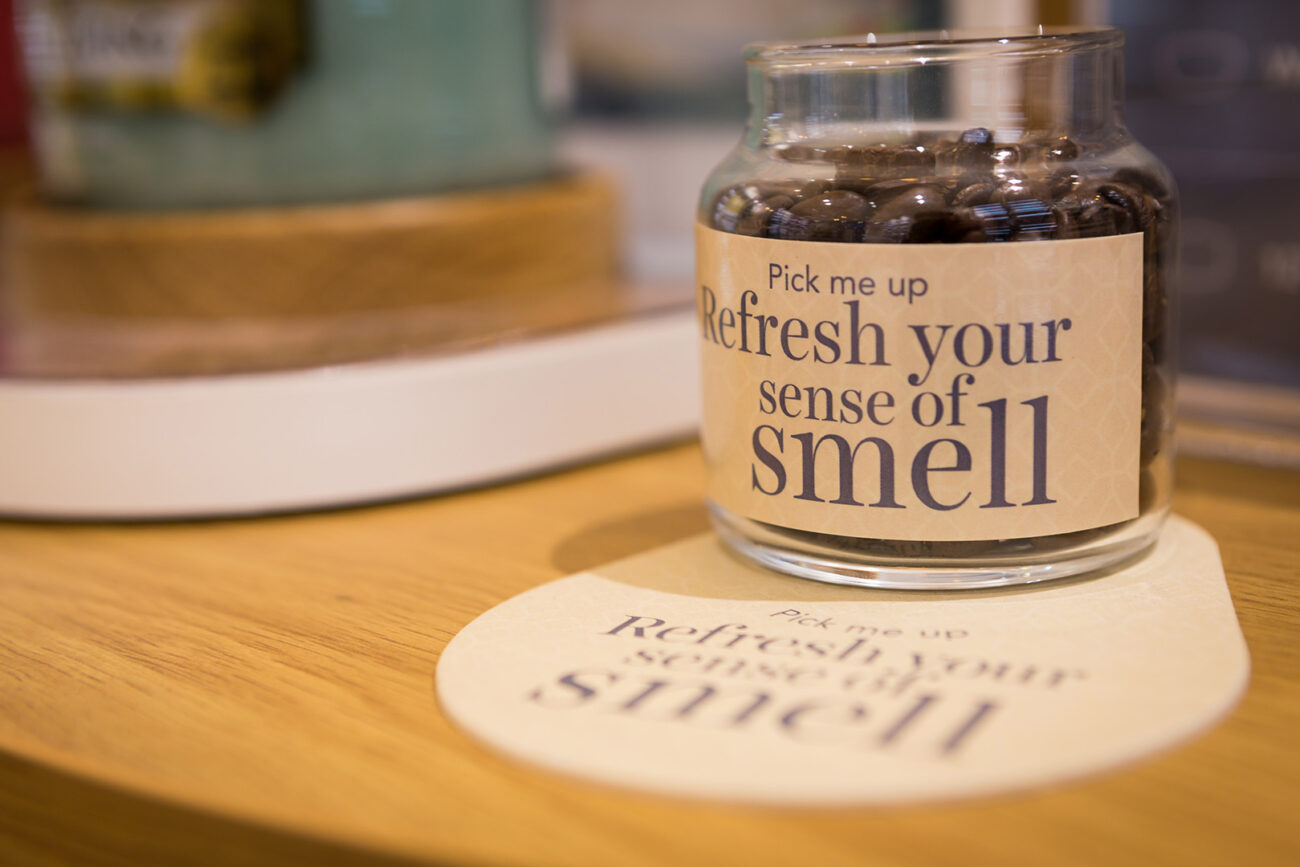 Pick me up
Refresh your
sense of
smell
Pick me up
Refresh your
sense of
smell